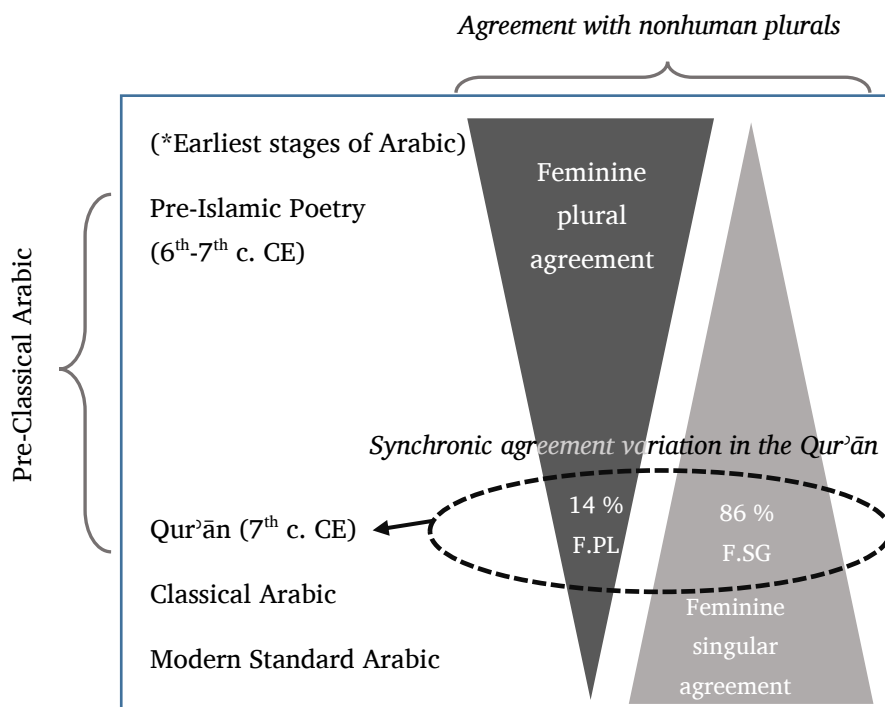 Agreement with nonhuman plurals
(*Earliest stages of Arabic)
Pre-Islamic Poetry
(6th-7th c. CE)
Feminine
plural
agreement
Pre-Classical Arabic
Synchronic agreement variation in the Qurʾān
Qurʾān (7th c. CE)
14 %
F.PL
86 %
F.SG
Classical Arabic
Modern Standard Arabic
Feminine
singular
agreement